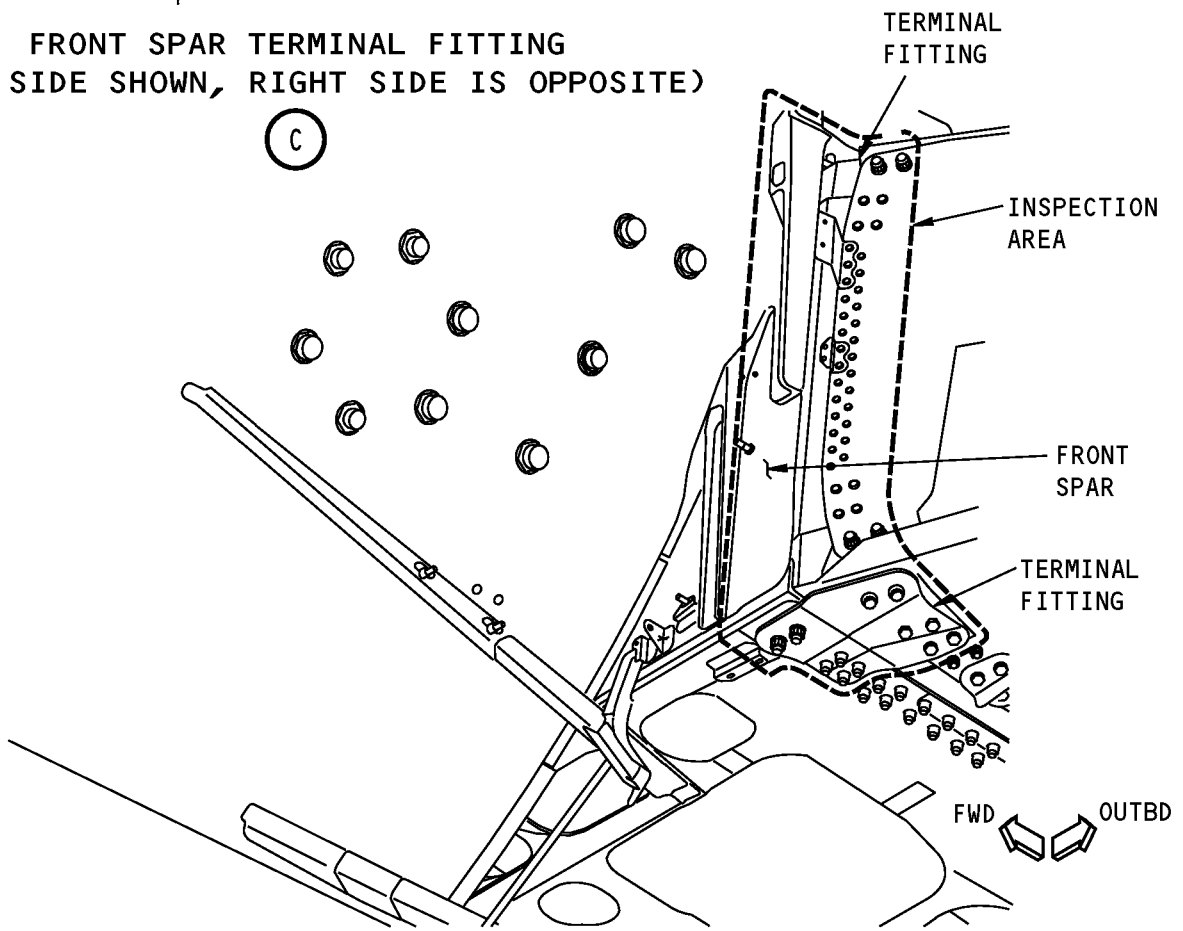 FRONT SPAR TERMINAL FITTING
SIDE SHOWN, RIGHT SIDE IS OPPOSITE)
C
TERMINAL
FITTING
INSPECTION
AREA
FRONT
SPAR
TERMINAL
FITTING
FWD
OUTBD